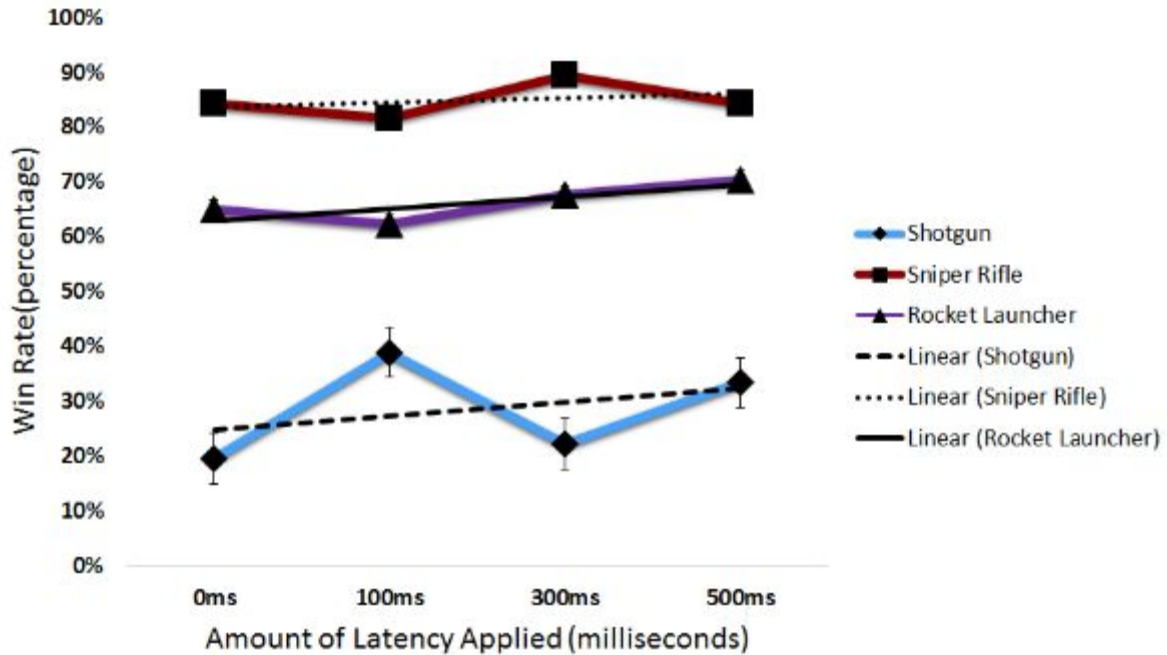 100%
90%
80%
70%
60%
50%
40%
30%
20%
10%
0%
Win Rate(percentage)
0ms 100ms 300ms 500ms
Amount of Latency Applied (milliseconds)
Shotgun
Sniper Rifle
Rocket Launcher
Linear (Shotgun)
Linear (Sniper Rifle)
Linear (Rocket Launcher)